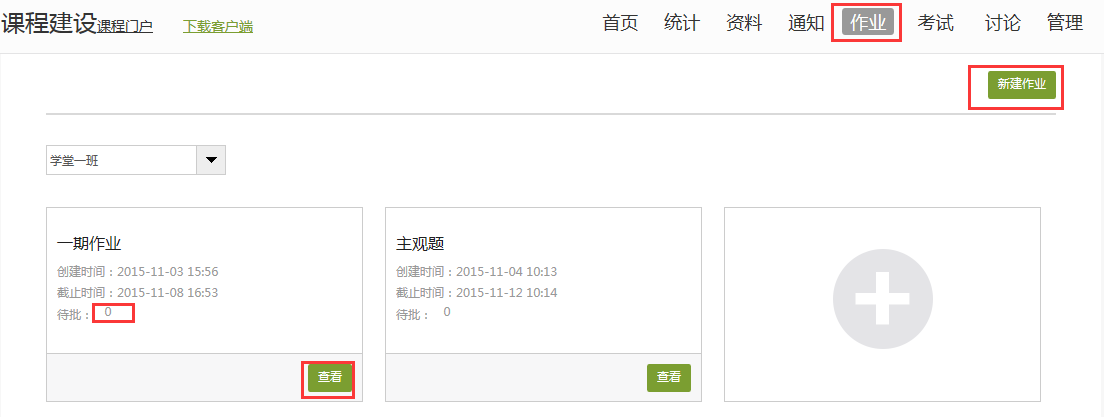 课程建设课程门户 下载客户端 首页 统计 资料 通知 作业 考试 讨论 管理
新建作业
学堂一班
一期作业
创建时间：2015-11-03 15:56
截止时间：2015-11-08 16:53
待批： 0
查看
主观题
创建时间：2015-11-04 10:13
截止时间：2015-11-12 10:14
待批： 0
查看